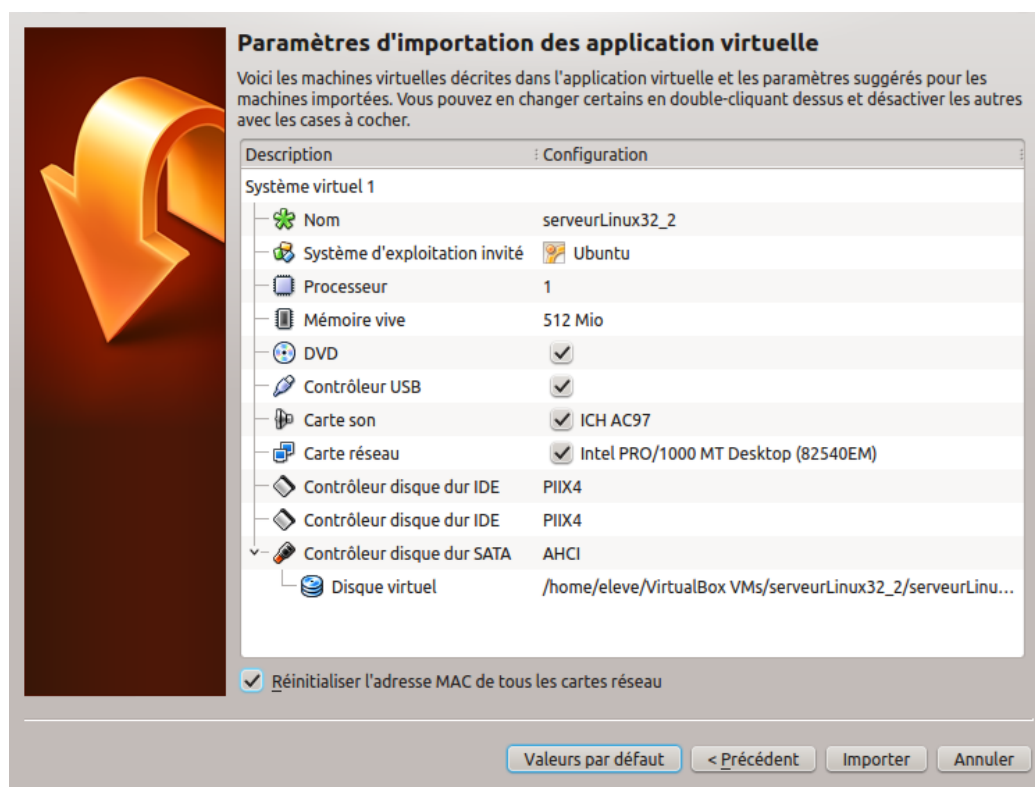 Paramètres d'importation des application virtuelle
Voici les machines virtuelles décrites dans l'application virtuelle et les paramètres suggérés pour les
machines importées. Vous pouvez en changer certains en double-cliquant dessus et désactiver les autres
avec les cases à cocher.
Description Configuration
Système virtuel 1
Nom serveurLinux32_2
Système d'exploitation invité Ubuntu
Processeur 1
Mémoire vive 512 Mio
DVD
Contrôleur USB
Carte son ICH AC97
Carte réseau Intel PRO/1000 MT Desktop (82540EM)
Contrôleur disque dur IDE PIIX4
Contrôleur disque dur IDE PIIX4
Contrôleur disque dur SATA AHCI
Disque virtuel /home/eleve/VirtualBox VMs/serveurLinux32_2/serveurLinu...
Réinitialiser l'adresse MAC de tous les cartes réseau
Valeurs par défaut < Précédent Importer Annuler